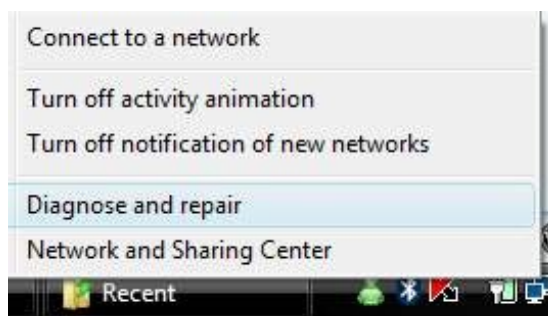 Connect to a network
Turn off activity animation
Turn off notification of new networks
Diagnose and repair
Network and Sharing Center
Recent